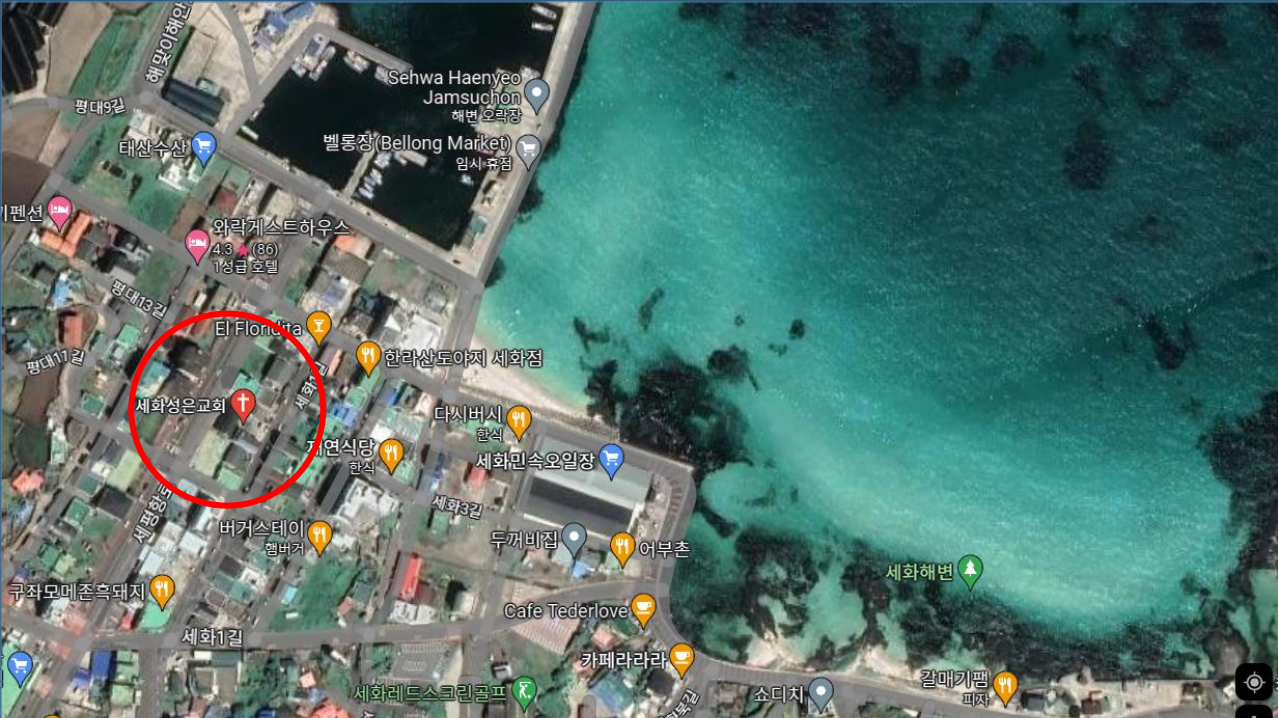 해맞이해안
평대9길
Sehwa Haenyeo
Jamsuchon
해변 오락장
태산수산
벨롱장(Bellong Market)
임시 휴점
펜션
와락게스트하우스
4.3 ★ (86)
1성급 호텔
평대13길
El Floridita
한라산도야지 세화점
평대11길
세화성은교회
다시버시
한식
재연식당
한식
세화민속오일장
세화3길
버거스테이
햄버거
두꺼비집
어부촌
세평항로
세화해변
구좌모메존흑돼지
Cafe Tederlove
세화1길
카페라라라
갈매기팸
피자
세화레드스크린골프
쇼디치